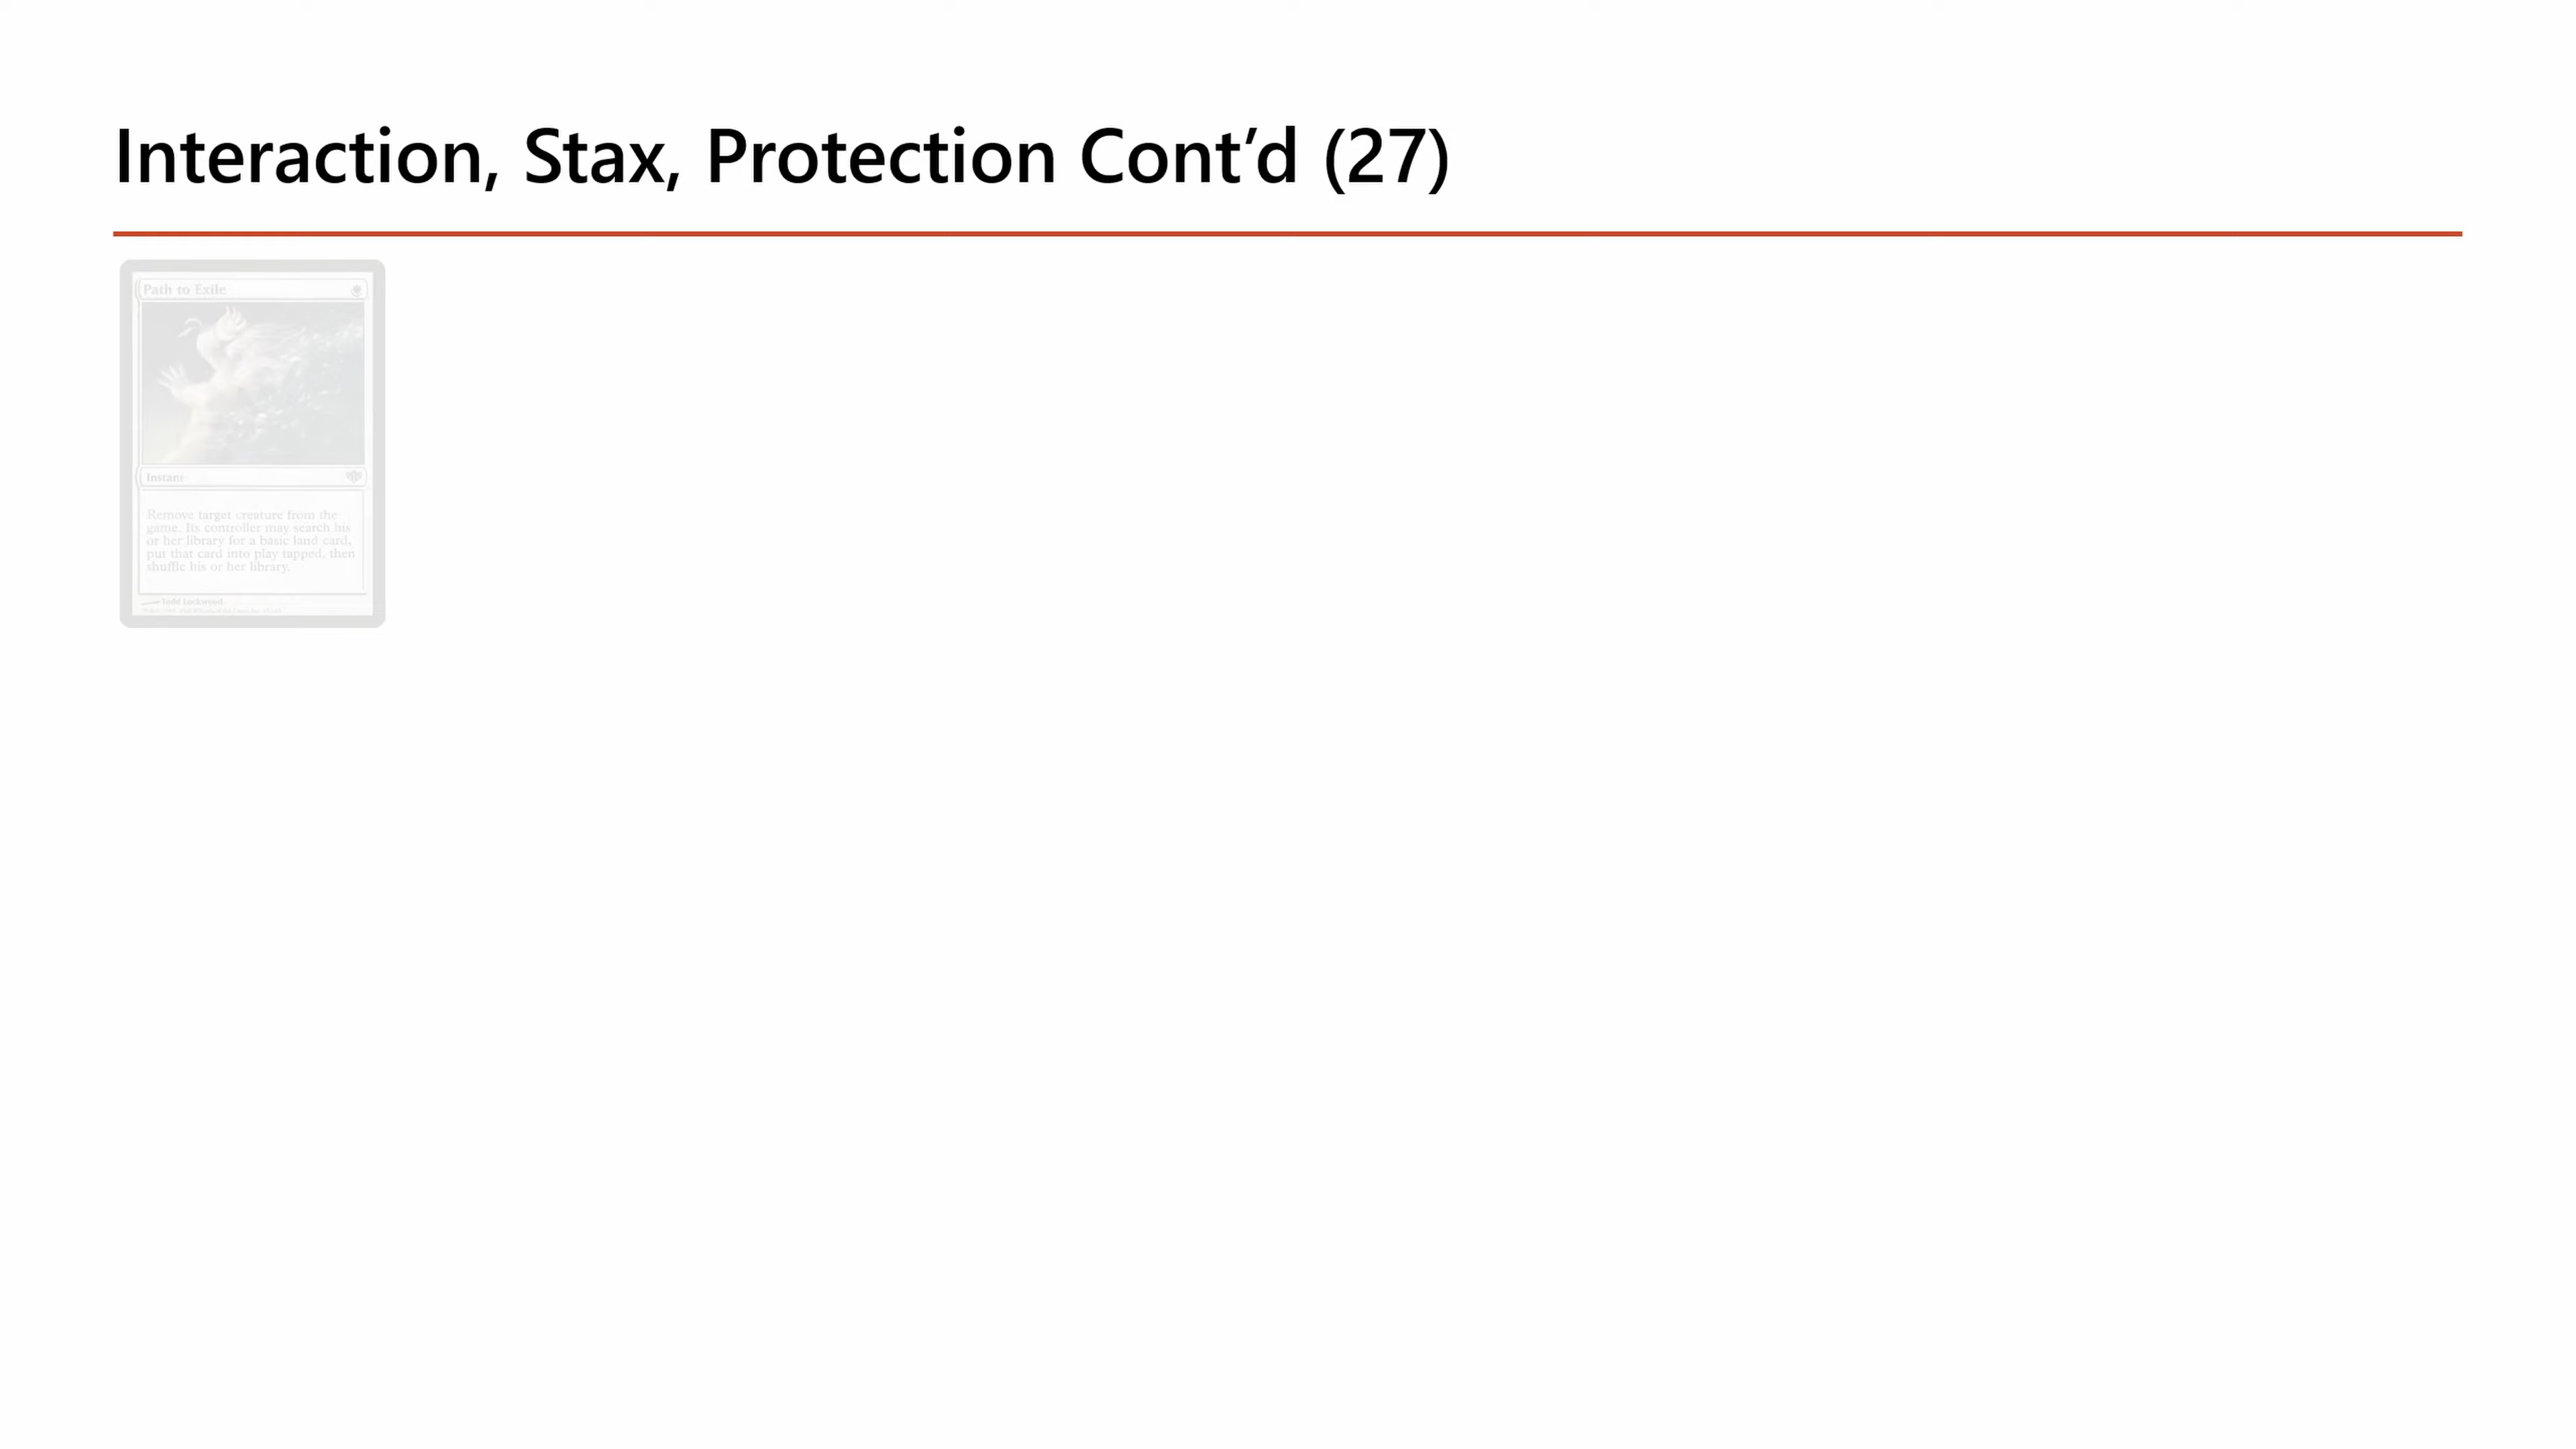 Interaction, Stax, Protection Cont’d (27)
Path to Exile
Instant
Remove target creature from the
game. Its controller may search his
or her library for a basic land card,
put that card into play tapped, then
shuffle his or her library.
Todd Lockwood